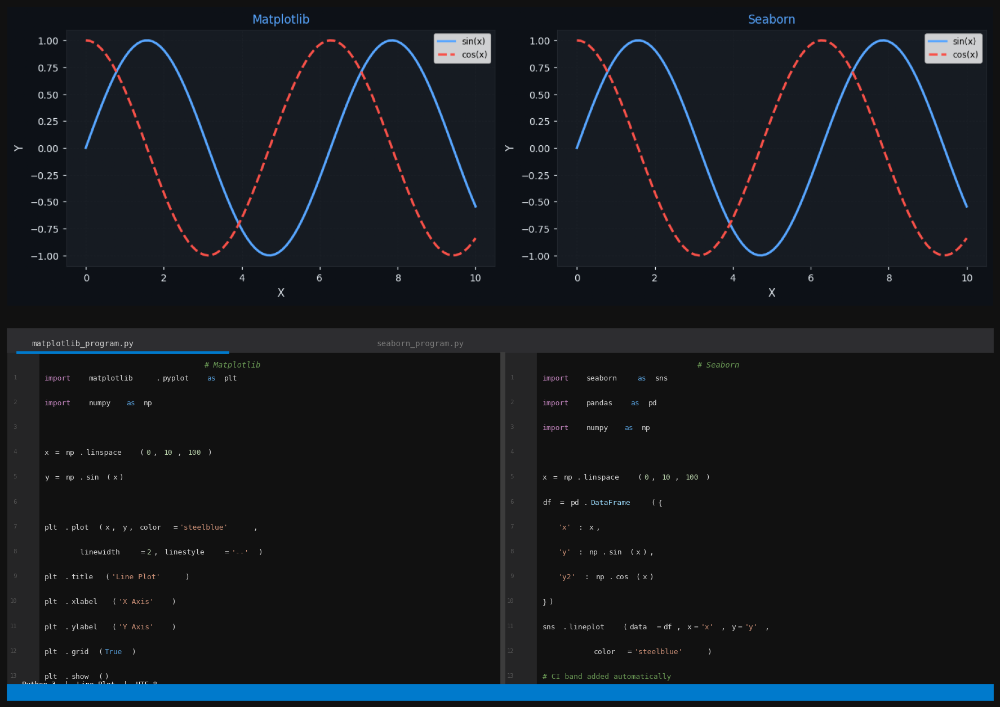 Matplotlib
sin(x)
cos(x)
1.00
0.75
0.50
0.25
0.00
−0.25
−0.50
−0.75
−1.00
Y
0 2 4 6 8 10
X
Seaborn
sin(x)
cos(x)
1.00
0.75
0.50
0.25
0.00
−0.25
−0.50
−0.75
−1.00
Y
0 2 4 6 8 10
X
matplotlib_program.py
seaborn_program.py
# Matplotlib
1 import matplotlib .pyplot as plt
2 import numpy as np
3
4 x = np .linspace (0, 10 , 100 )
5 y = np .sin (x)
6
7 plt .plot (x, y, color ='steelblue' ,
8 linewidth =2, linestyle ='--' )
9 plt .title ('Line Plot' )
10 plt .xlabel ('X Axis' )
11 plt .ylabel ('Y Axis' )
12 plt .grid (True )
13 plt .show ()
# Seaborn
1 import seaborn as sns
2 import pandas as pd
3 import numpy as np
4
5 x = np .linspace (0, 10 , 100 )
6 df = pd .DataFrame ({
7 'x' : x,
8 'y' : np .sin (x),
9 'y2' : np .cos (x)
10 })
11 sns .lineplot (data =df, x='x' , y='y' ,
12 color ='steelblue' )
13 # CI band added automatically
Python 3 | Line Plot | UTF-8